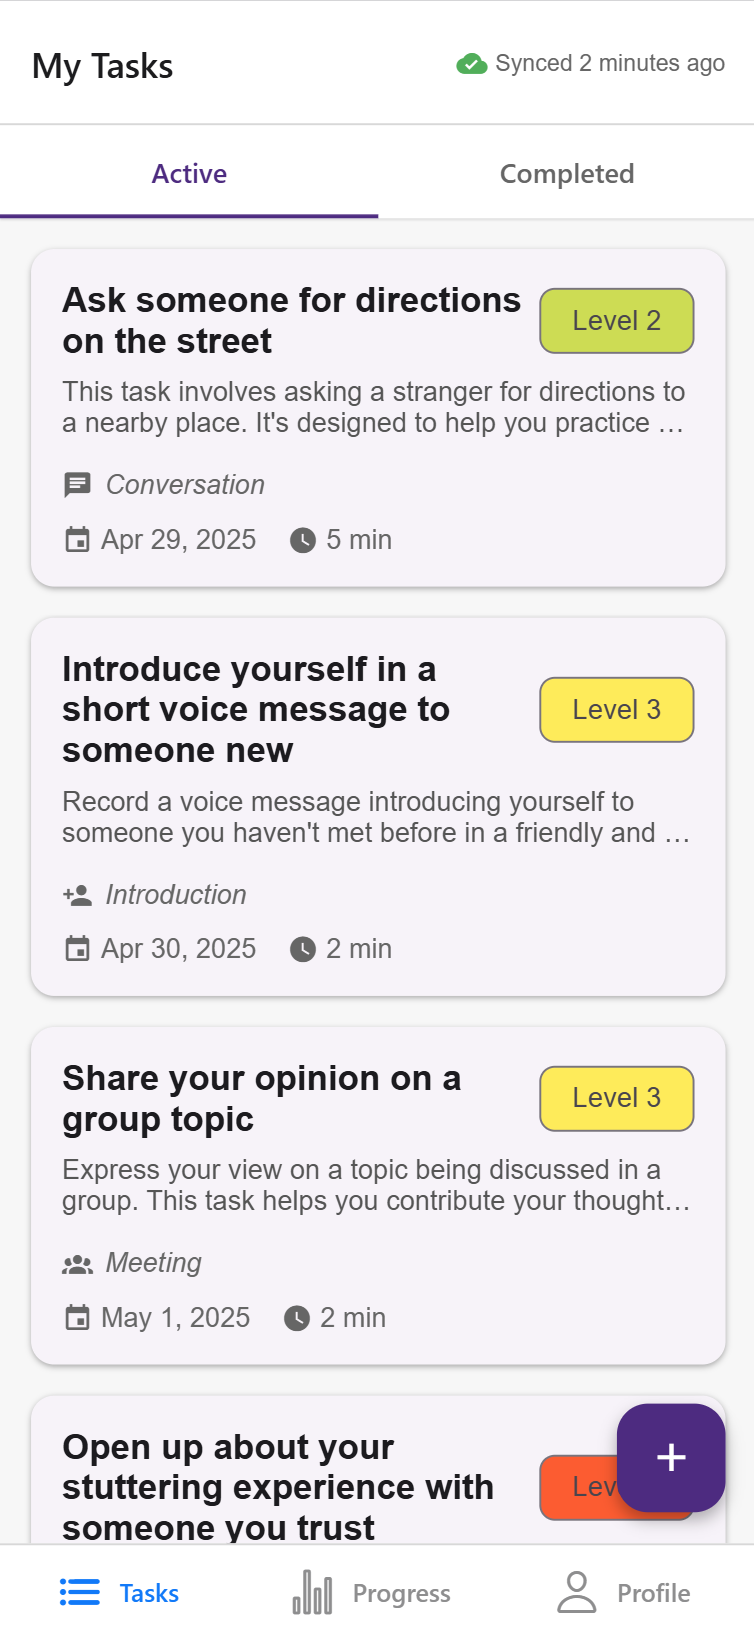 My Tasks
Synced 2 minutes ago
Active
Completed
Ask someone for directions
on the street
Level 2
This task involves asking a stranger for directions to
a nearby place. It's designed to help you practice …
Conversation
Apr 29, 2025
5 min
Introduce yourself in a
short voice message to
someone new
Level 3
Record a voice message introducing yourself to
someone you haven't met before in a friendly and …
Introduction
Apr 30, 2025
2 min
Share your opinion on a
group topic
Level 3
Express your view on a topic being discussed in a
group. This task helps you contribute your thought…
Meeting
May 1, 2025
2 min
Open up about your
stuttering experience with
someone you trust
Lev
+
Tasks
Progress
Profile